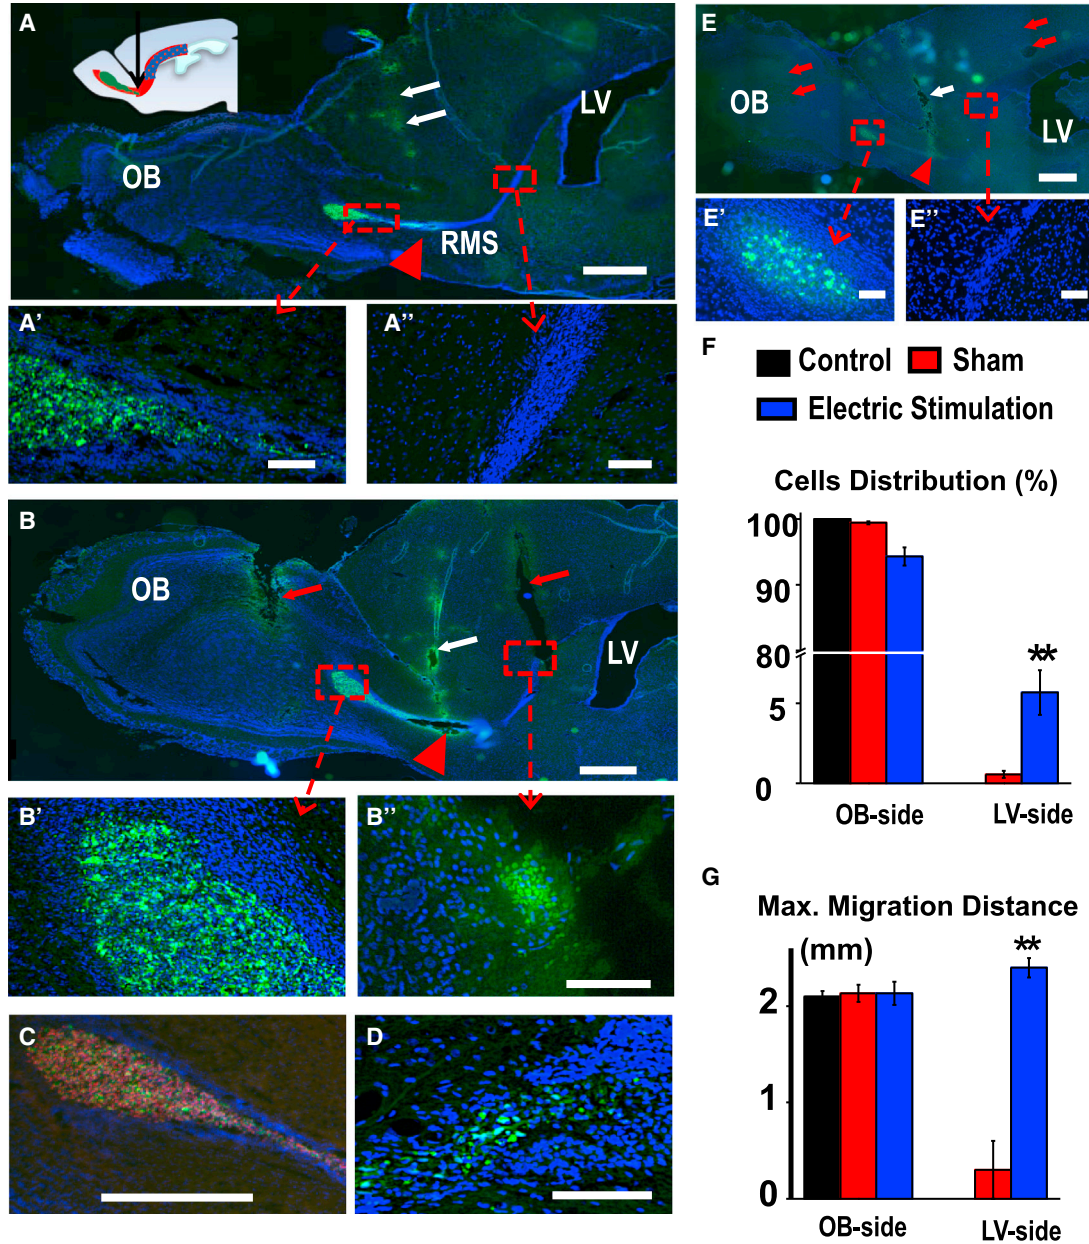 A
OB
LV
RMS
A'
A''
B
OB
LV
B'
B''
C
D
E
OB
LV
E'
E''
F
Control
Sham
Electric Stimulation
Cells Distribution (%)
100
90
80
5
0
**
OB-side
LV-side
G
Max. Migration Distance
(mm)
**
2
1
0
OB-side
LV-side